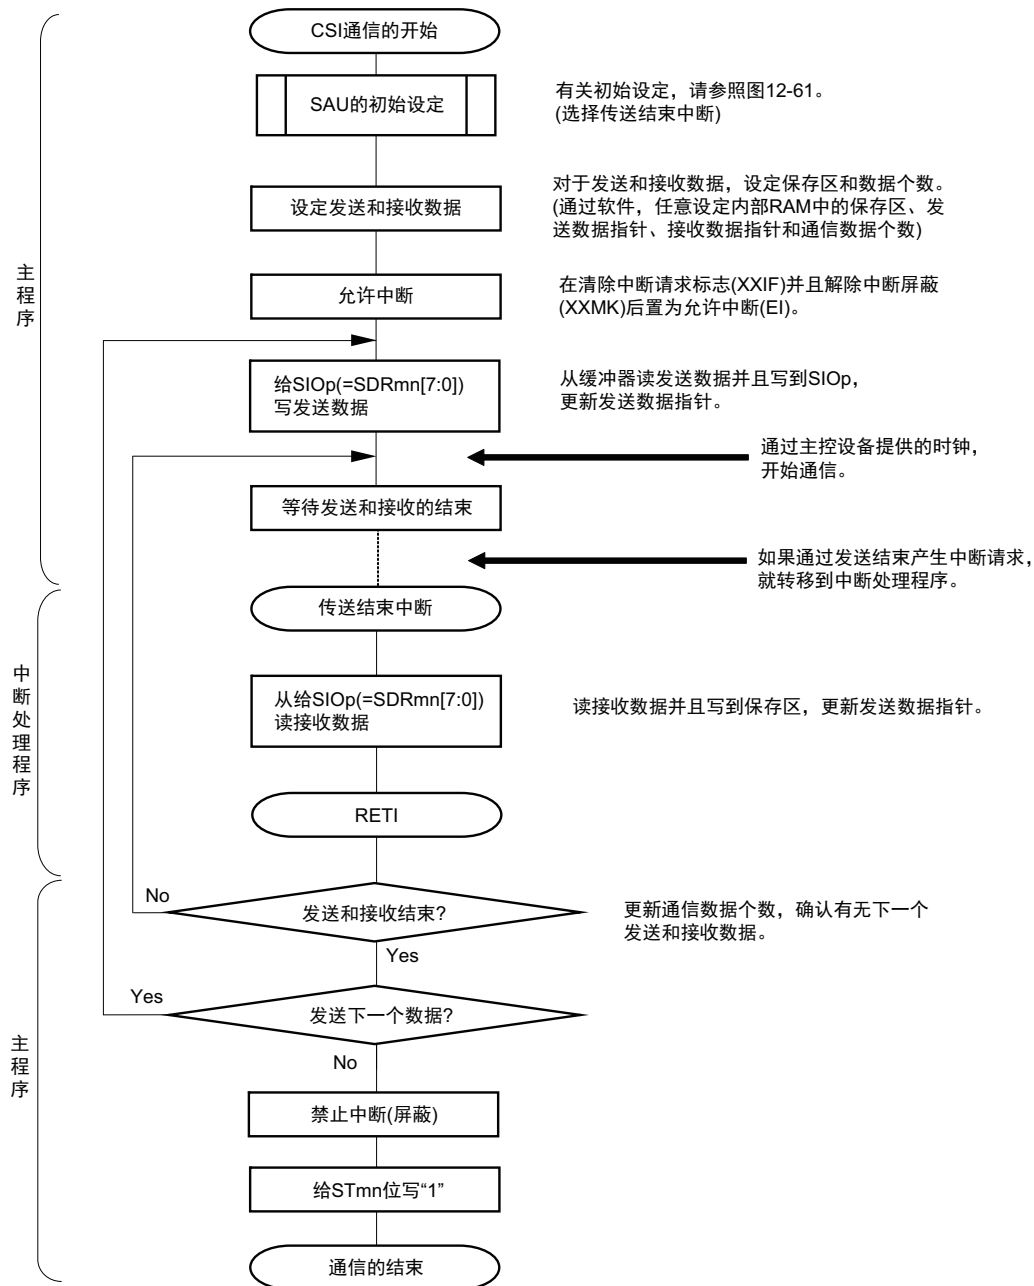 CSI通信的开始
SAU的初始设定
有关初始设定，请参照图12-61。
(选择传送结束中断)
设定发送和接收数据
对于发送和接收数据，设定保存区和数据个数。
(通过软件，任意设定内部RAM中的保存区、发
送数据指针、接收数据指针和通信数据个数)
主程序
允许中断
在清除中断请求标志(XXIF)并且解除中断屏蔽
(XXMK)后置为允许中断(EI)。
给SIOp(=SDRmn[7:0])
写发送数据
从缓冲器读发送数据并且写到SIOp，
更新发送数据指针。
通过主控设备提供的时钟，
开始通信。
等待发送和接收的结束
如果通过发送结束产生中断请求，
就转移到中断处理程序。
传送结束中断
中断处理程序
从给SIOp(=SDRmn[7:0])
读接收数据
读接收数据并且写到保存区，更新发送数据指针。
RETI
No
发送和接收结束?
更新通信数据个数，确认有无下一个
发送和接收数据。
Yes
Yes
发送下一个数据?
主程序
No
禁止中断(屏蔽)
给STmn位写“1”
通信的结束